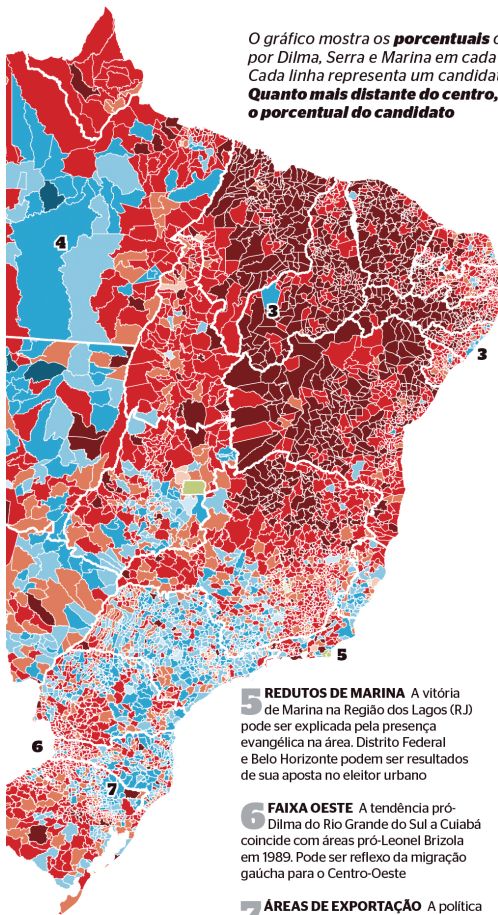 O gráfico mostra os porcentuais
por Dilma, Serra e Marina em cada
Cada linha representa um candidat
Quanto mais distante do centro,
o porcentual do candidato
4
3
3
5
5 REDUTOS DE MARINA A vitória
de Marina na Região dos Lagos (RJ)
pode ser explicada pela presença
evangélica na área. Distrito Federal
e Belo Horizonte podem ser resultados
de sua aposta no eleitor urbano
6
6 FAIXA OESTE A tendência pró-
Dilma do Rio Grande do Sul a Cuiabá
coincide com áreas pró-Leonel Brizola
em 1989. Pode ser reflexo da migração
gaúcha para o Centro-Oeste
7
7 ÁREAS DE EXPORTAÇÃO A política